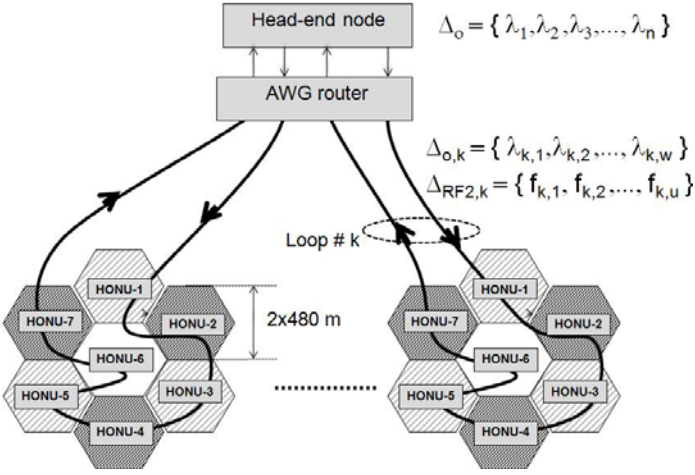 Head-end node
Δo = { λ1,λ2,λ3,..., λn }
AWG router
Δo,k = { λk,1,λk,2,..., λk,w }
ΔRF2,k = { fk,1, fk,2,..., fk,u }
Loop # k
HONU-1
HONU-7
HONU-2
2x480 m
HONU-6
HONU-5
HONU-3
HONU-4
HONU-1
HONU-7
HONU-2
HONU-6
HONU-5
HONU-3
HONU-4